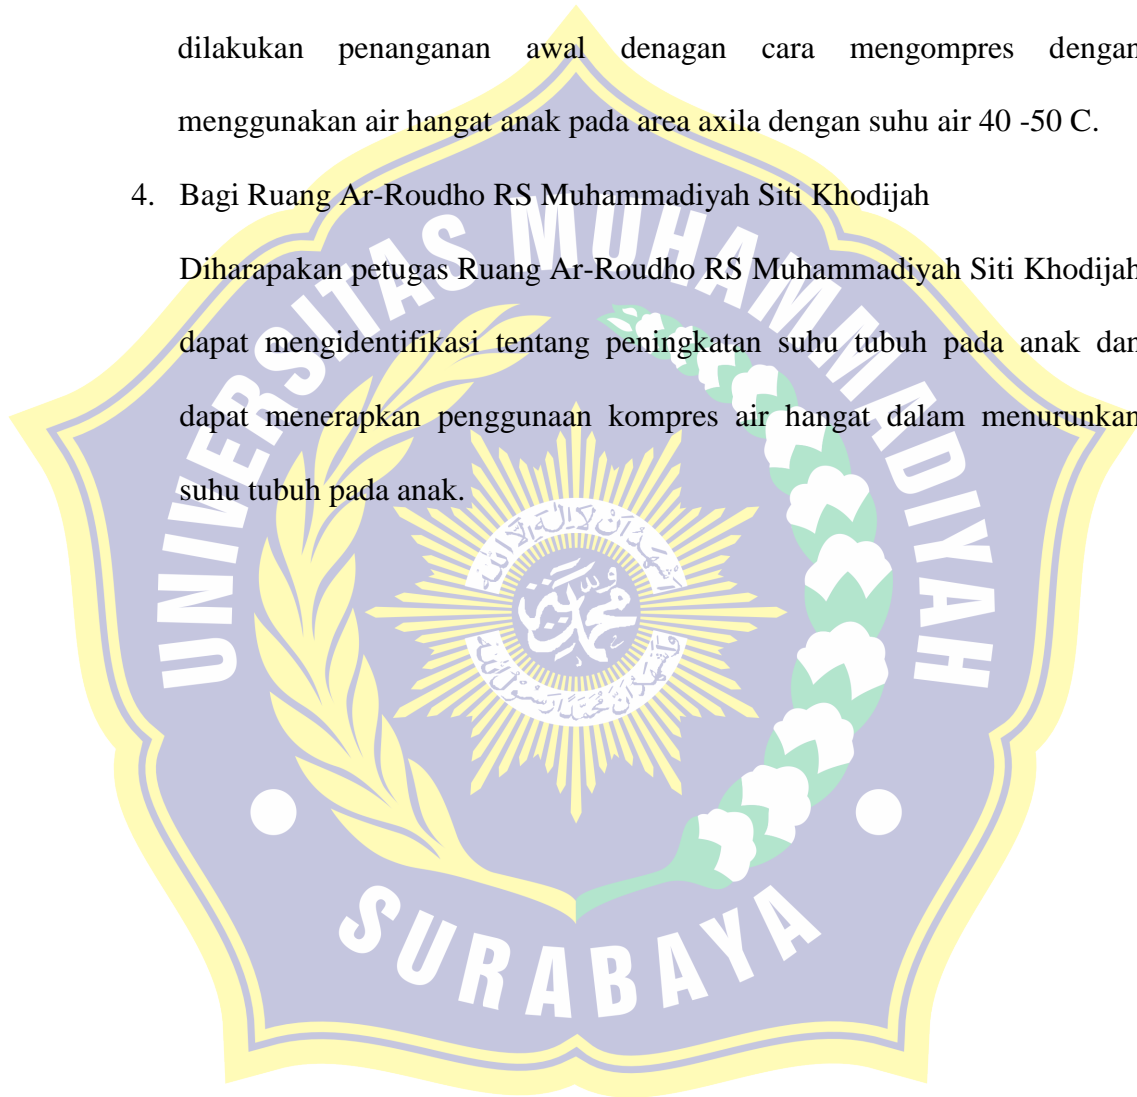 dilakukan penanganan awal denagan cara mengompres dengan
menggunakan air hangat anak pada area axila dengan suhu air 40 -50 C.
4. Bagi Ruang Ar-Roudho RS Muhammadiyah Siti Khodijah
Diharapakan petugas Ruang Ar-Roudho RS Muhammadiyah Siti Khodijah
dapat mengidentifikasi tentang peningkatan suhu tubuh pada anak dan
dapat menerapkan penggunaan kompres air hangat dalam menurunkan
suhu tubuh pada anak.
UNIVERSITAS MUHAMMADIYAH
أَشْهَدُ اَنْ لَا اِلٰهَ اِلَّا اللّٰهُ
مُحَمَّدِيَّة
وَاَشْهَدُ اَنَّ مُحَمَّدًا رَسُوْلُ اللّٰهِ
SURABAYA